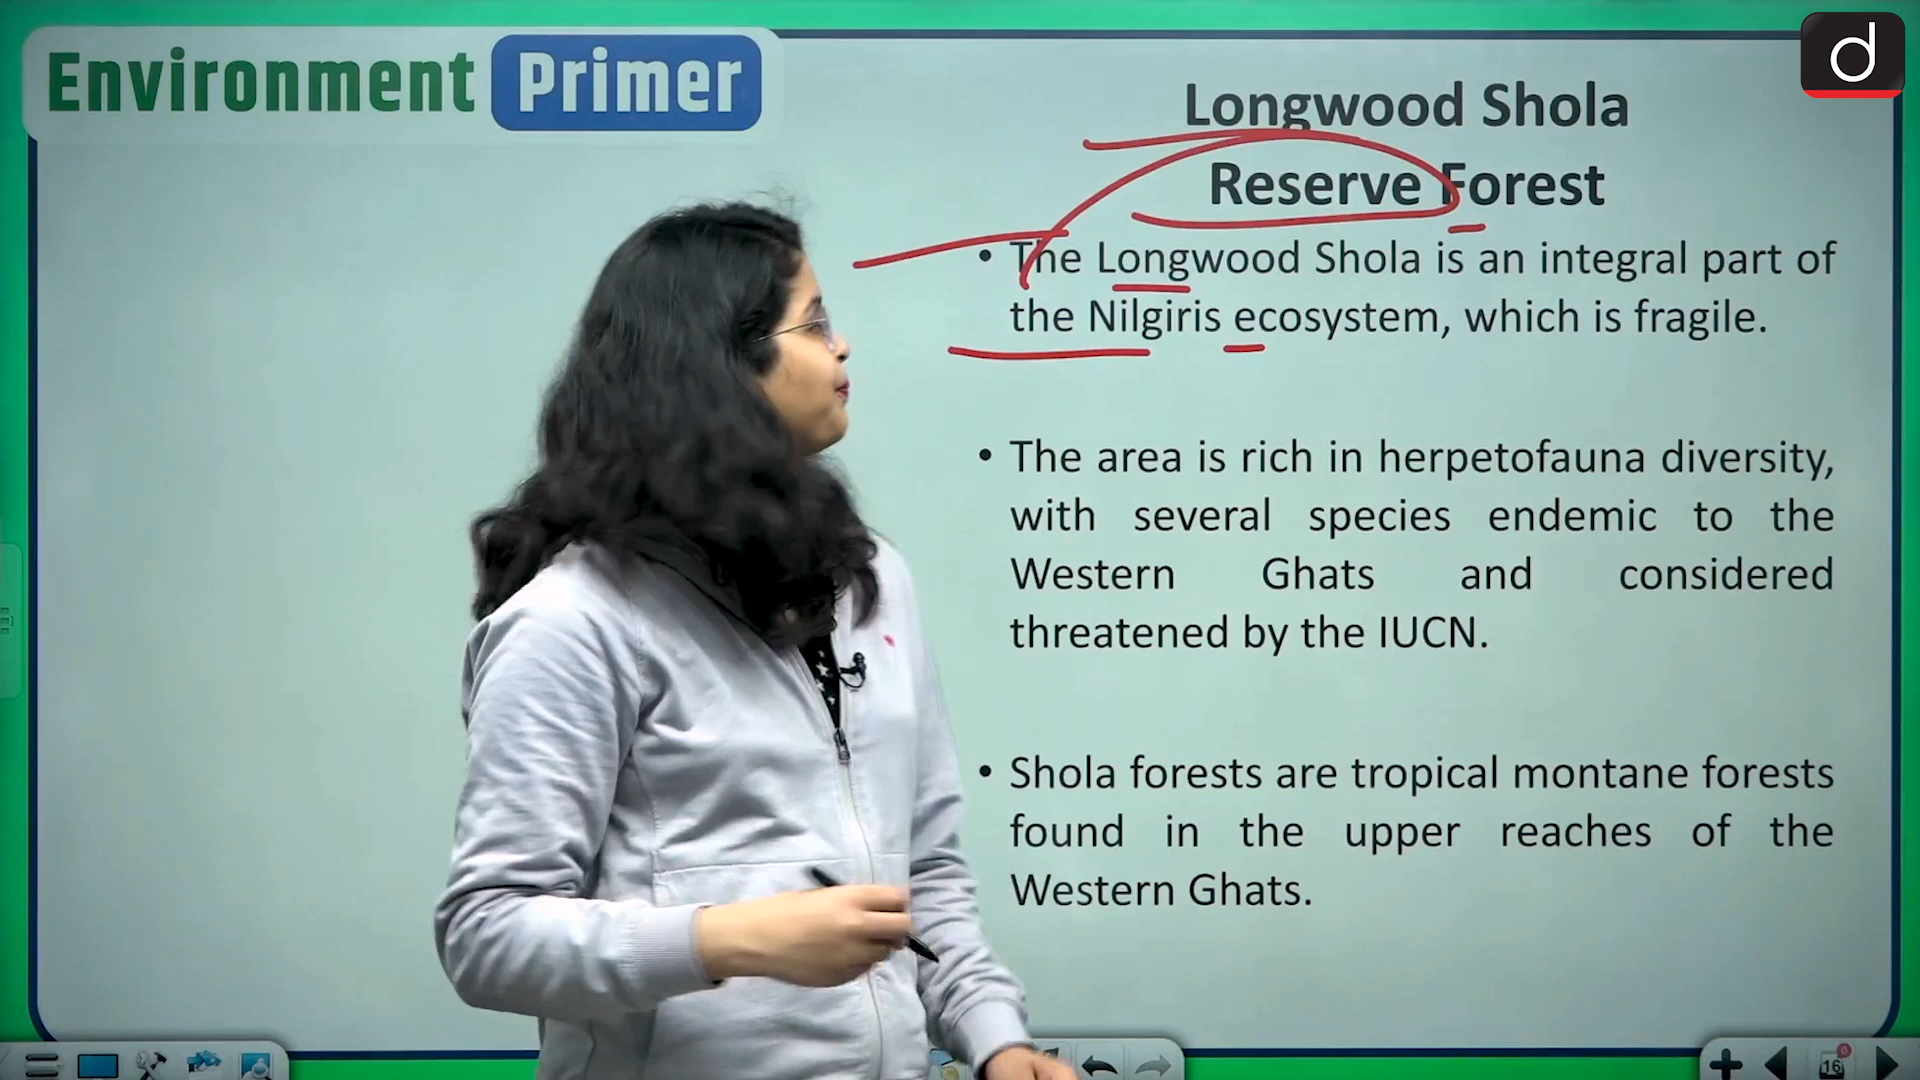 Environment Primer
d
Longwood Shola
Reserve Forest
• The Longwood Shola is an integral part of
the Nilgiris ecosystem, which is fragile.
• The area is rich in herpetofauna diversity,
with several species endemic to the
Western Ghats and considered
threatened by the IUCN.
• Shola forests are tropical montane forests
found in the upper reaches of the
Western Ghats.
16